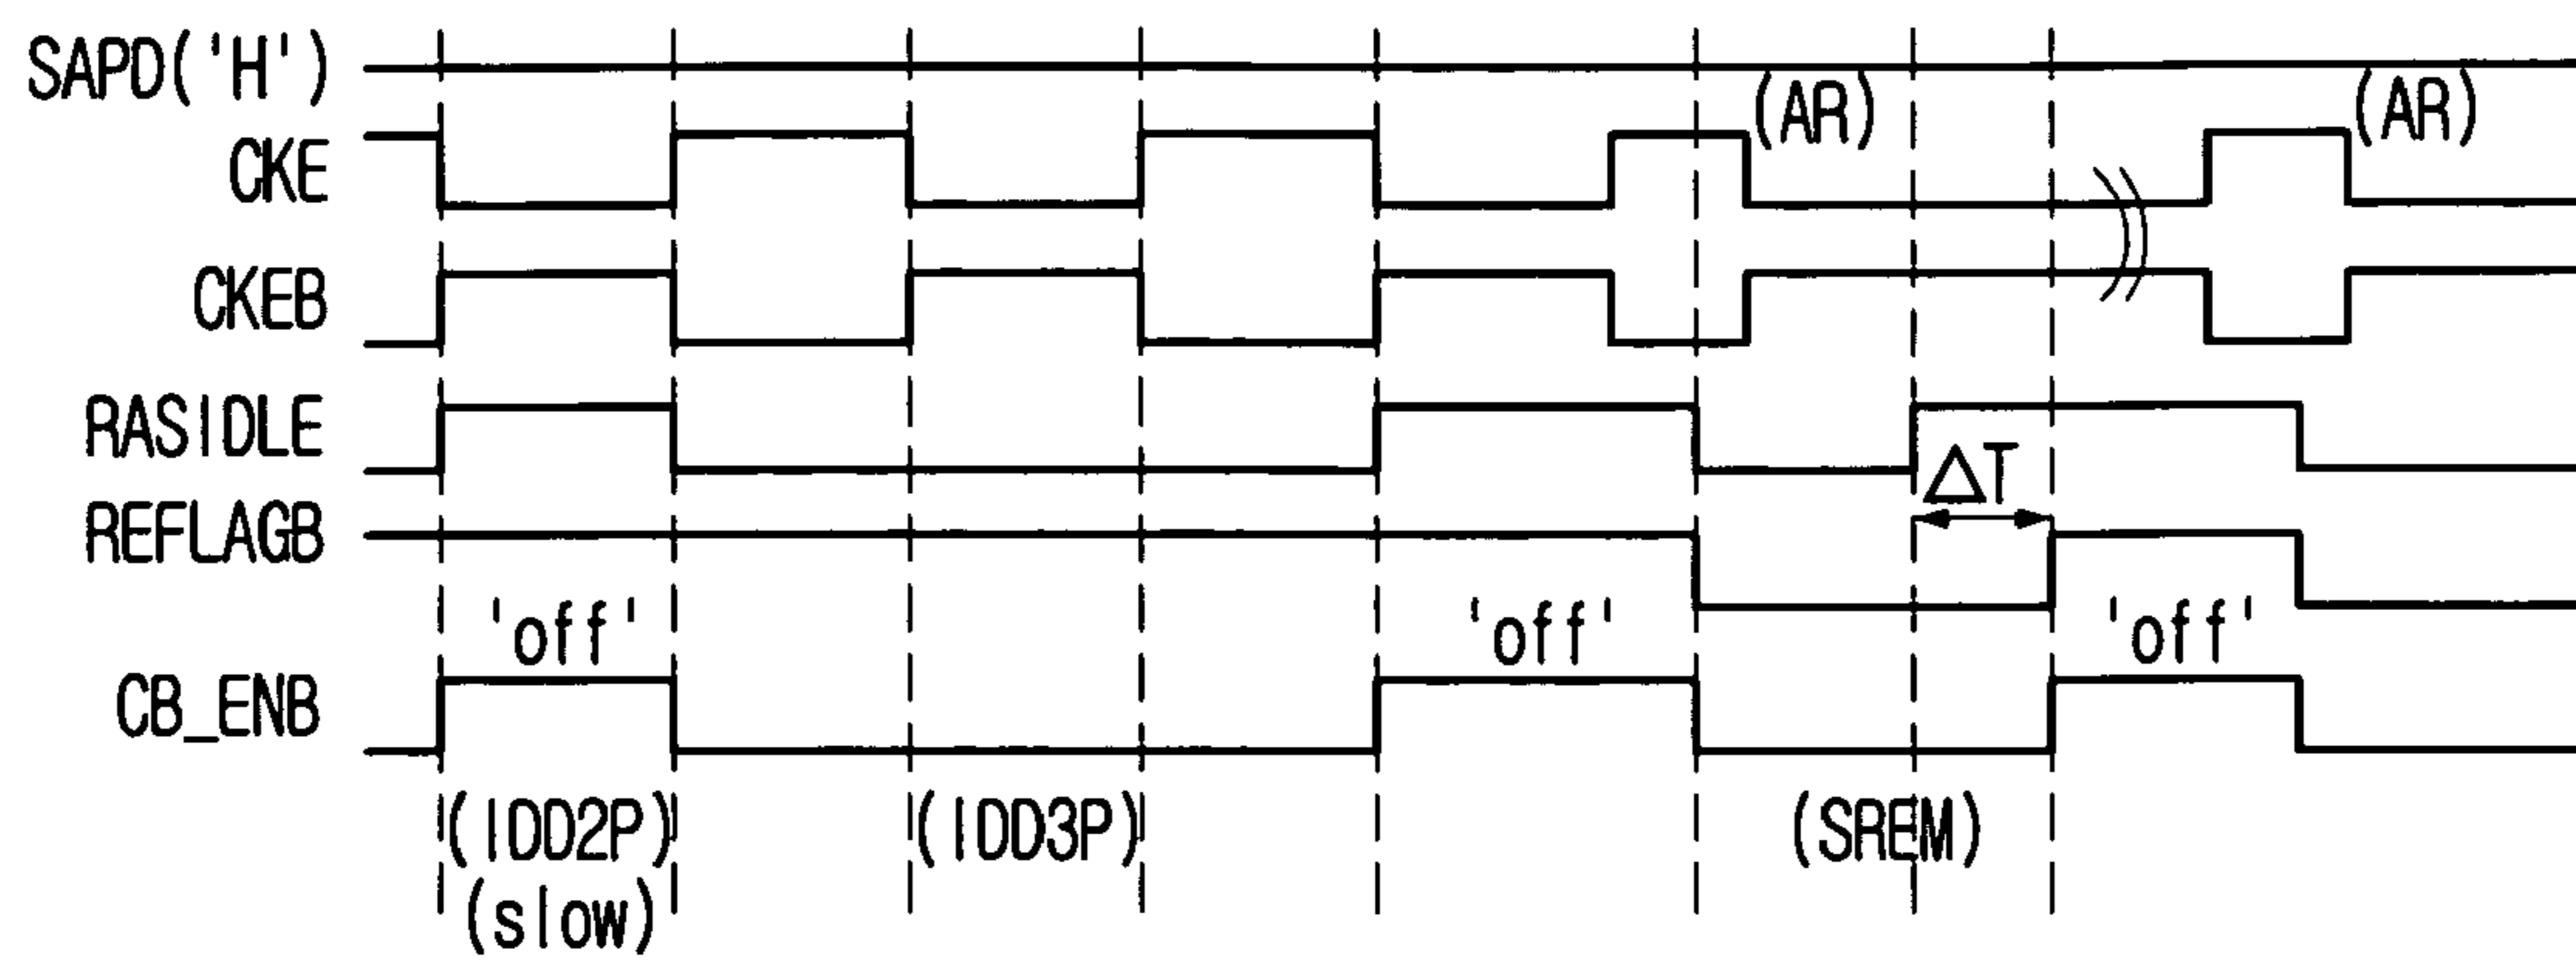 SAPD('H')
(AR)
(AR)
CKE
CKEB
RASIDLE
ΔT
REFLAGB
'off'
'off'
'off'
CB_ENB
(IDD2P)
(IDD3P)
(SREM)
(slow)